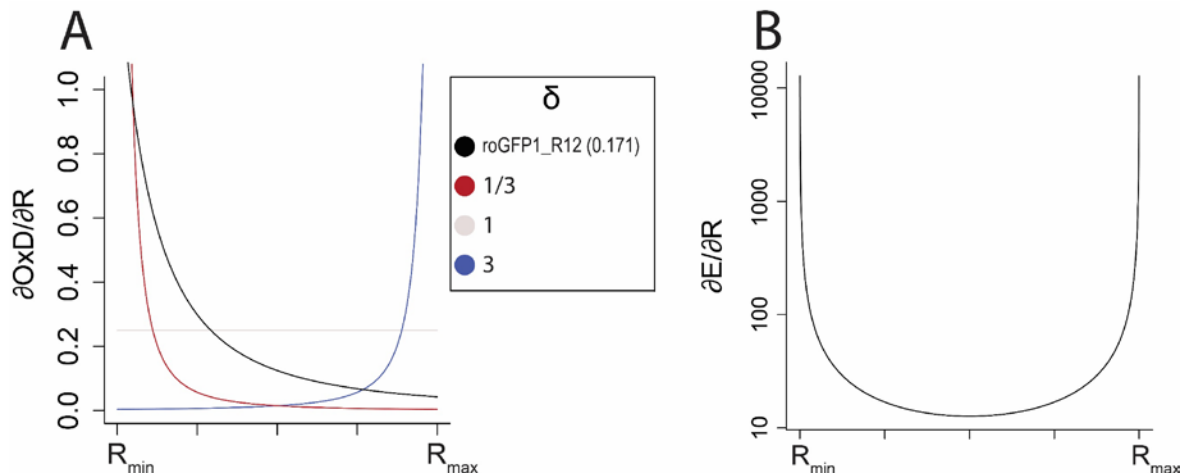 A
∂OxD/∂R
1.0
0.8
0.6
0.4
0.2
0.0
R_min
R_max
δ
roGFP1_R12 (0.171)
1/3
1
3
B
∂E/∂R
10000
1000
100
10
R_min
R_max